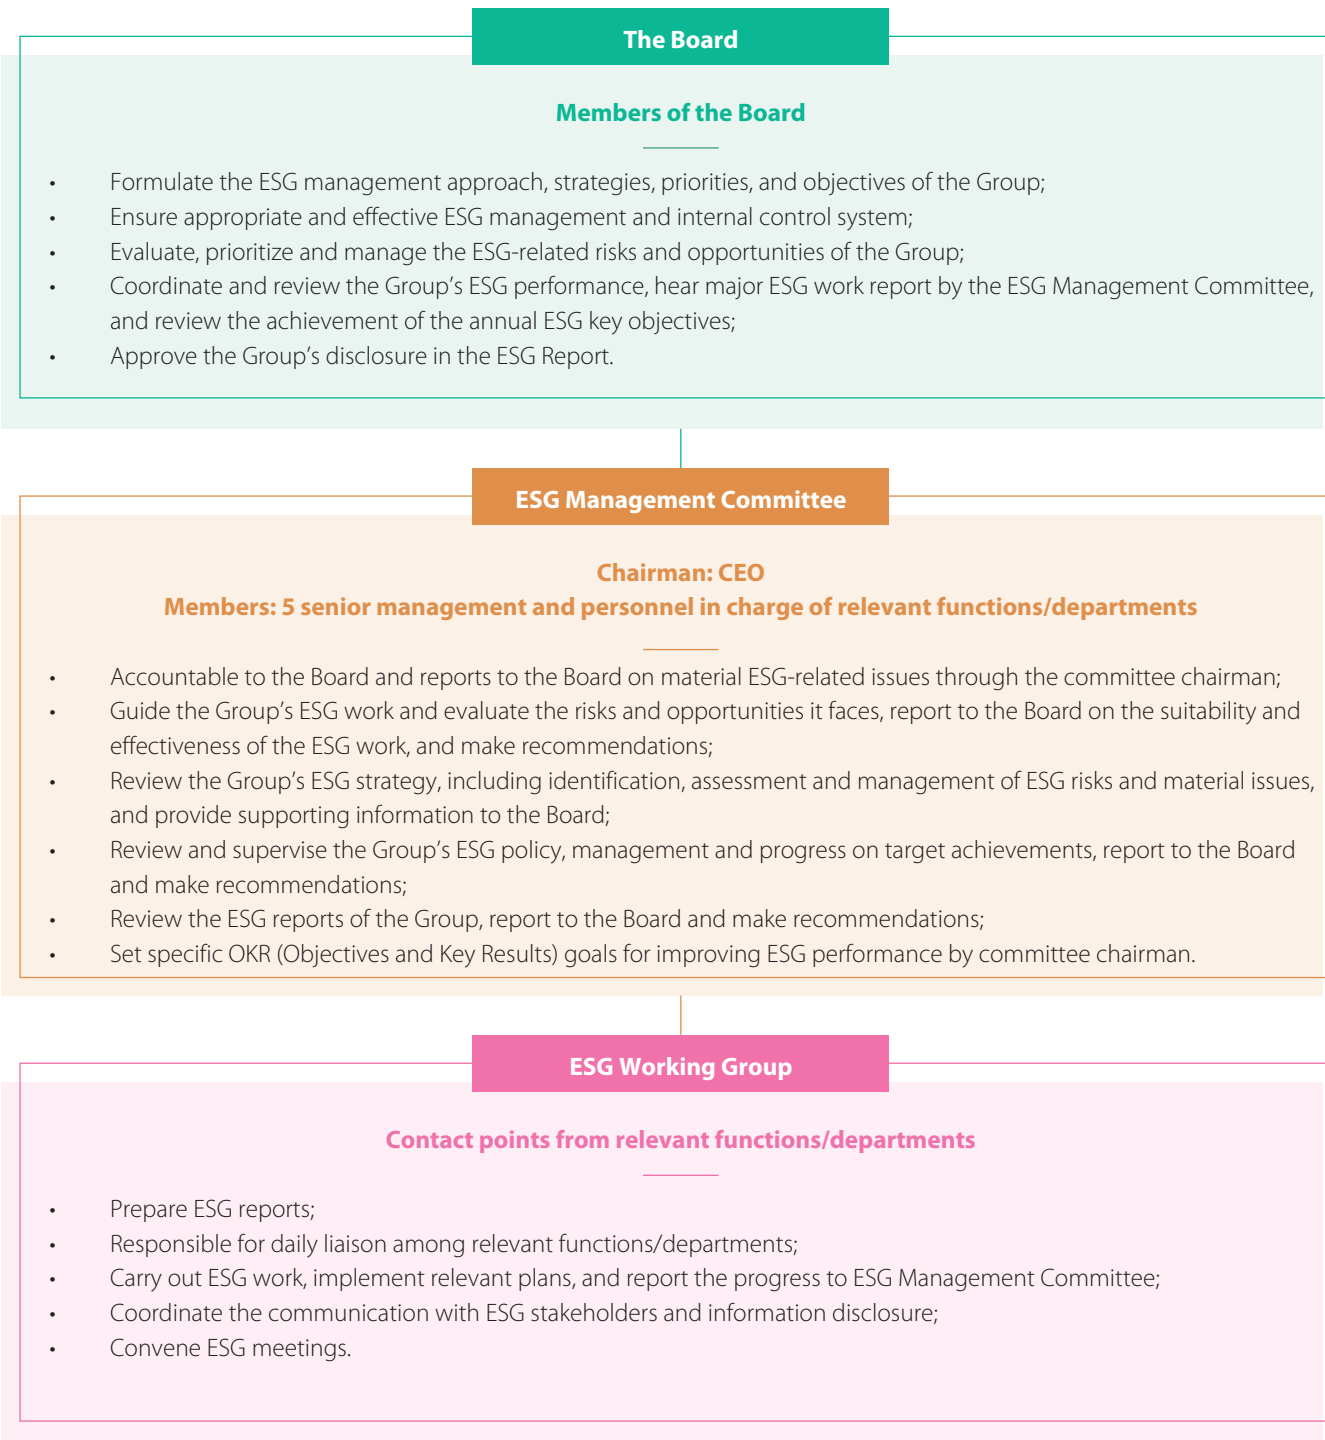 The Board
Members of the Board
• Formulate the ESG management approach, strategies, priorities, and objectives of the Group;
• Ensure appropriate and effective ESG management and internal control system;
• Evaluate, prioritize and manage the ESG-related risks and opportunities of the Group;
• Coordinate and review the Group’s ESG performance, hear major ESG work report by the ESG Management Committee,
and review the achievement of the annual ESG key objectives;
• Approve the Group’s disclosure in the ESG Report.
ESG Management Committee
Chairman: CEO
Members: 5 senior management and personnel in charge of relevant functions/departments
• Accountable to the Board and reports to the Board on material ESG-related issues through the committee chairman;
• Guide the Group’s ESG work and evaluate the risks and opportunities it faces, report to the Board on the suitability and
effectiveness of the ESG work, and make recommendations;
• Review the Group’s ESG strategy, including identification, assessment and management of ESG risks and material issues,
and provide supporting information to the Board;
• Review and supervise the Group’s ESG policy, management and progress on target achievements, report to the Board
and make recommendations;
• Review the ESG reports of the Group, report to the Board and make recommendations;
• Set specific OKR (Objectives and Key Results) goals for improving ESG performance by committee chairman.
ESG Working Group
Contact points from relevant functions/departments
• Prepare ESG reports;
• Responsible for daily liaison among relevant functions/departments;
• Carry out ESG work, implement relevant plans, and report the progress to ESG Management Committee;
• Coordinate the communication with ESG stakeholders and information disclosure;
• Convene ESG meetings.